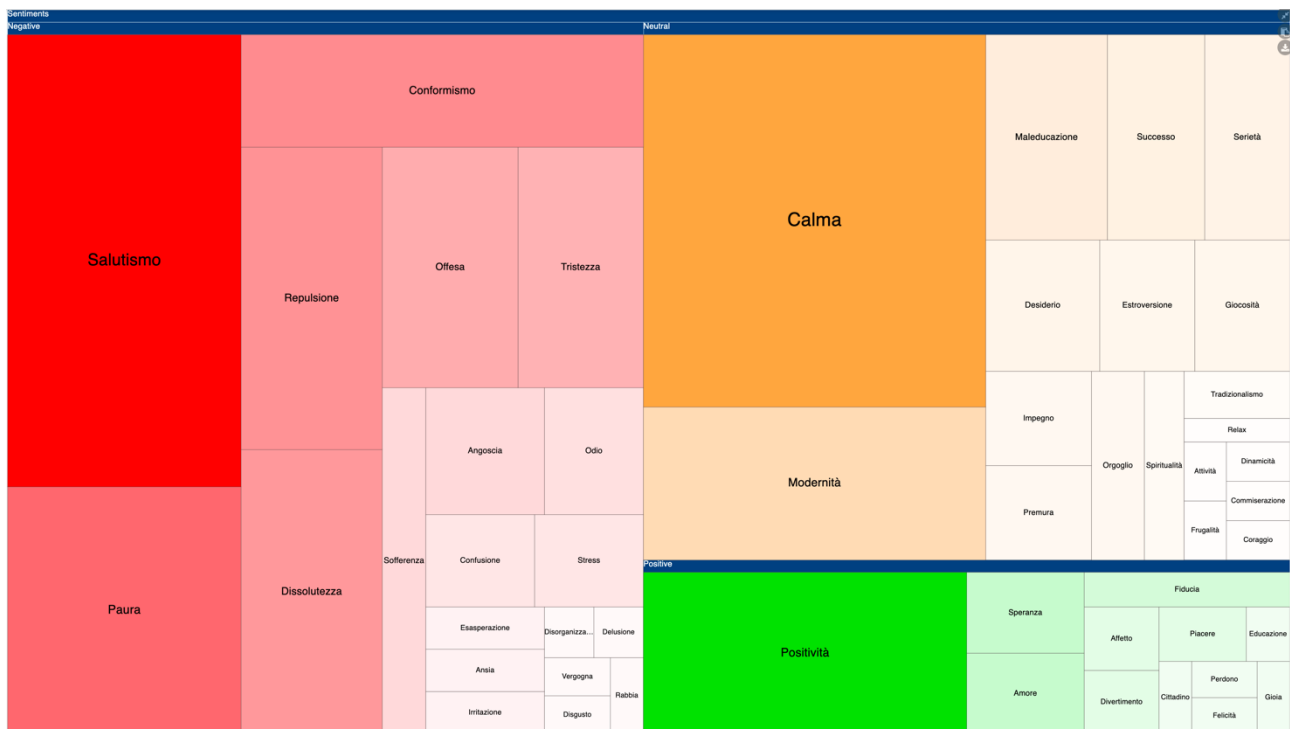 Sentiments
Negative
Salutismo
Paura
Conformismo
Repulsione
Dissolutezza
Offesa
Tristezza
Sofferenza
Angoscia
Odio
Confusione
Stress
Esasperazione
Ansia
Irritazione
Disorganizza...
Delusione
Vergogna
Disgusto
Rabbia
Neutral
Calma
Modernità
Maleducazione
Successo
Serietà
Desiderio
Estroversione
Giocosità
Impegno
Premura
Orgoglio
Spiritualità
Tradizionalismo
Relax
Attività
Frugalità
Dinamicità
Commiserazione
Coraggio
Positive
Positività
Speranza
Amore
Fiducia
Affetto
Divertimento
Piacere
Educazione
Cittadino
Perdono
Felicità
Gioia